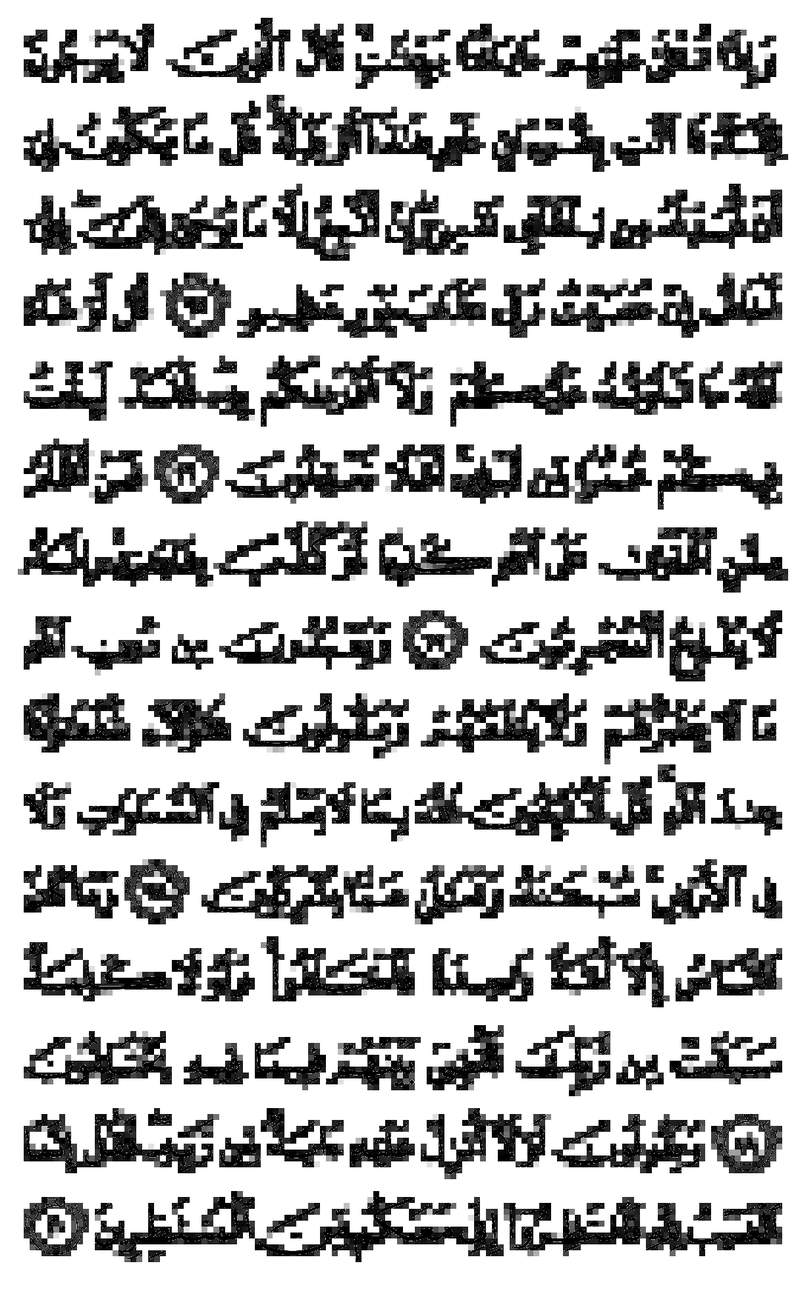 وإذا تتلى عليهم آياتنا بينات قال الذين لا يرجون
لقاءنا ائت بقرآن غير هذا أو بدله قل ما يكون لي
أن أبدله من تلقاء نفسي إن أتبع إلا ما يوحى إلي إني
أخاف إن عصيت ربي عذاب يوم عظيم ١٥ قل لو شاء
الله ما تلوته عليكم ولا أدراكم به فقد لبثت
فيكم عمرا من قبله أفلا تعقلون ١٦ فمن أظلم
ممن افترى على الله كذبا أو كذب بآياته إنه
لا يفلح المجرمون ١٧ ويعبدون من دون الله
ما لا يضرهم ولا ينفعهم ويقولون هؤلاء شفعاؤنا
عند الله قل أتنبئون الله بما لا يعلم في السماوات ولا
في الأرض سبحانه وتعالى عما يشركون ١٨ وما كان
الناس إلا أمة واحدة فاختلفوا ولولا كلمة
سبقت من ربك لقضي بينهم فيما فيه يختلفون
١٩ ويقولون لولا أنزل عليه آية من ربه فقل إنما
الغيب لله فانتظروا إني معكم من المنتظرين ٢٠